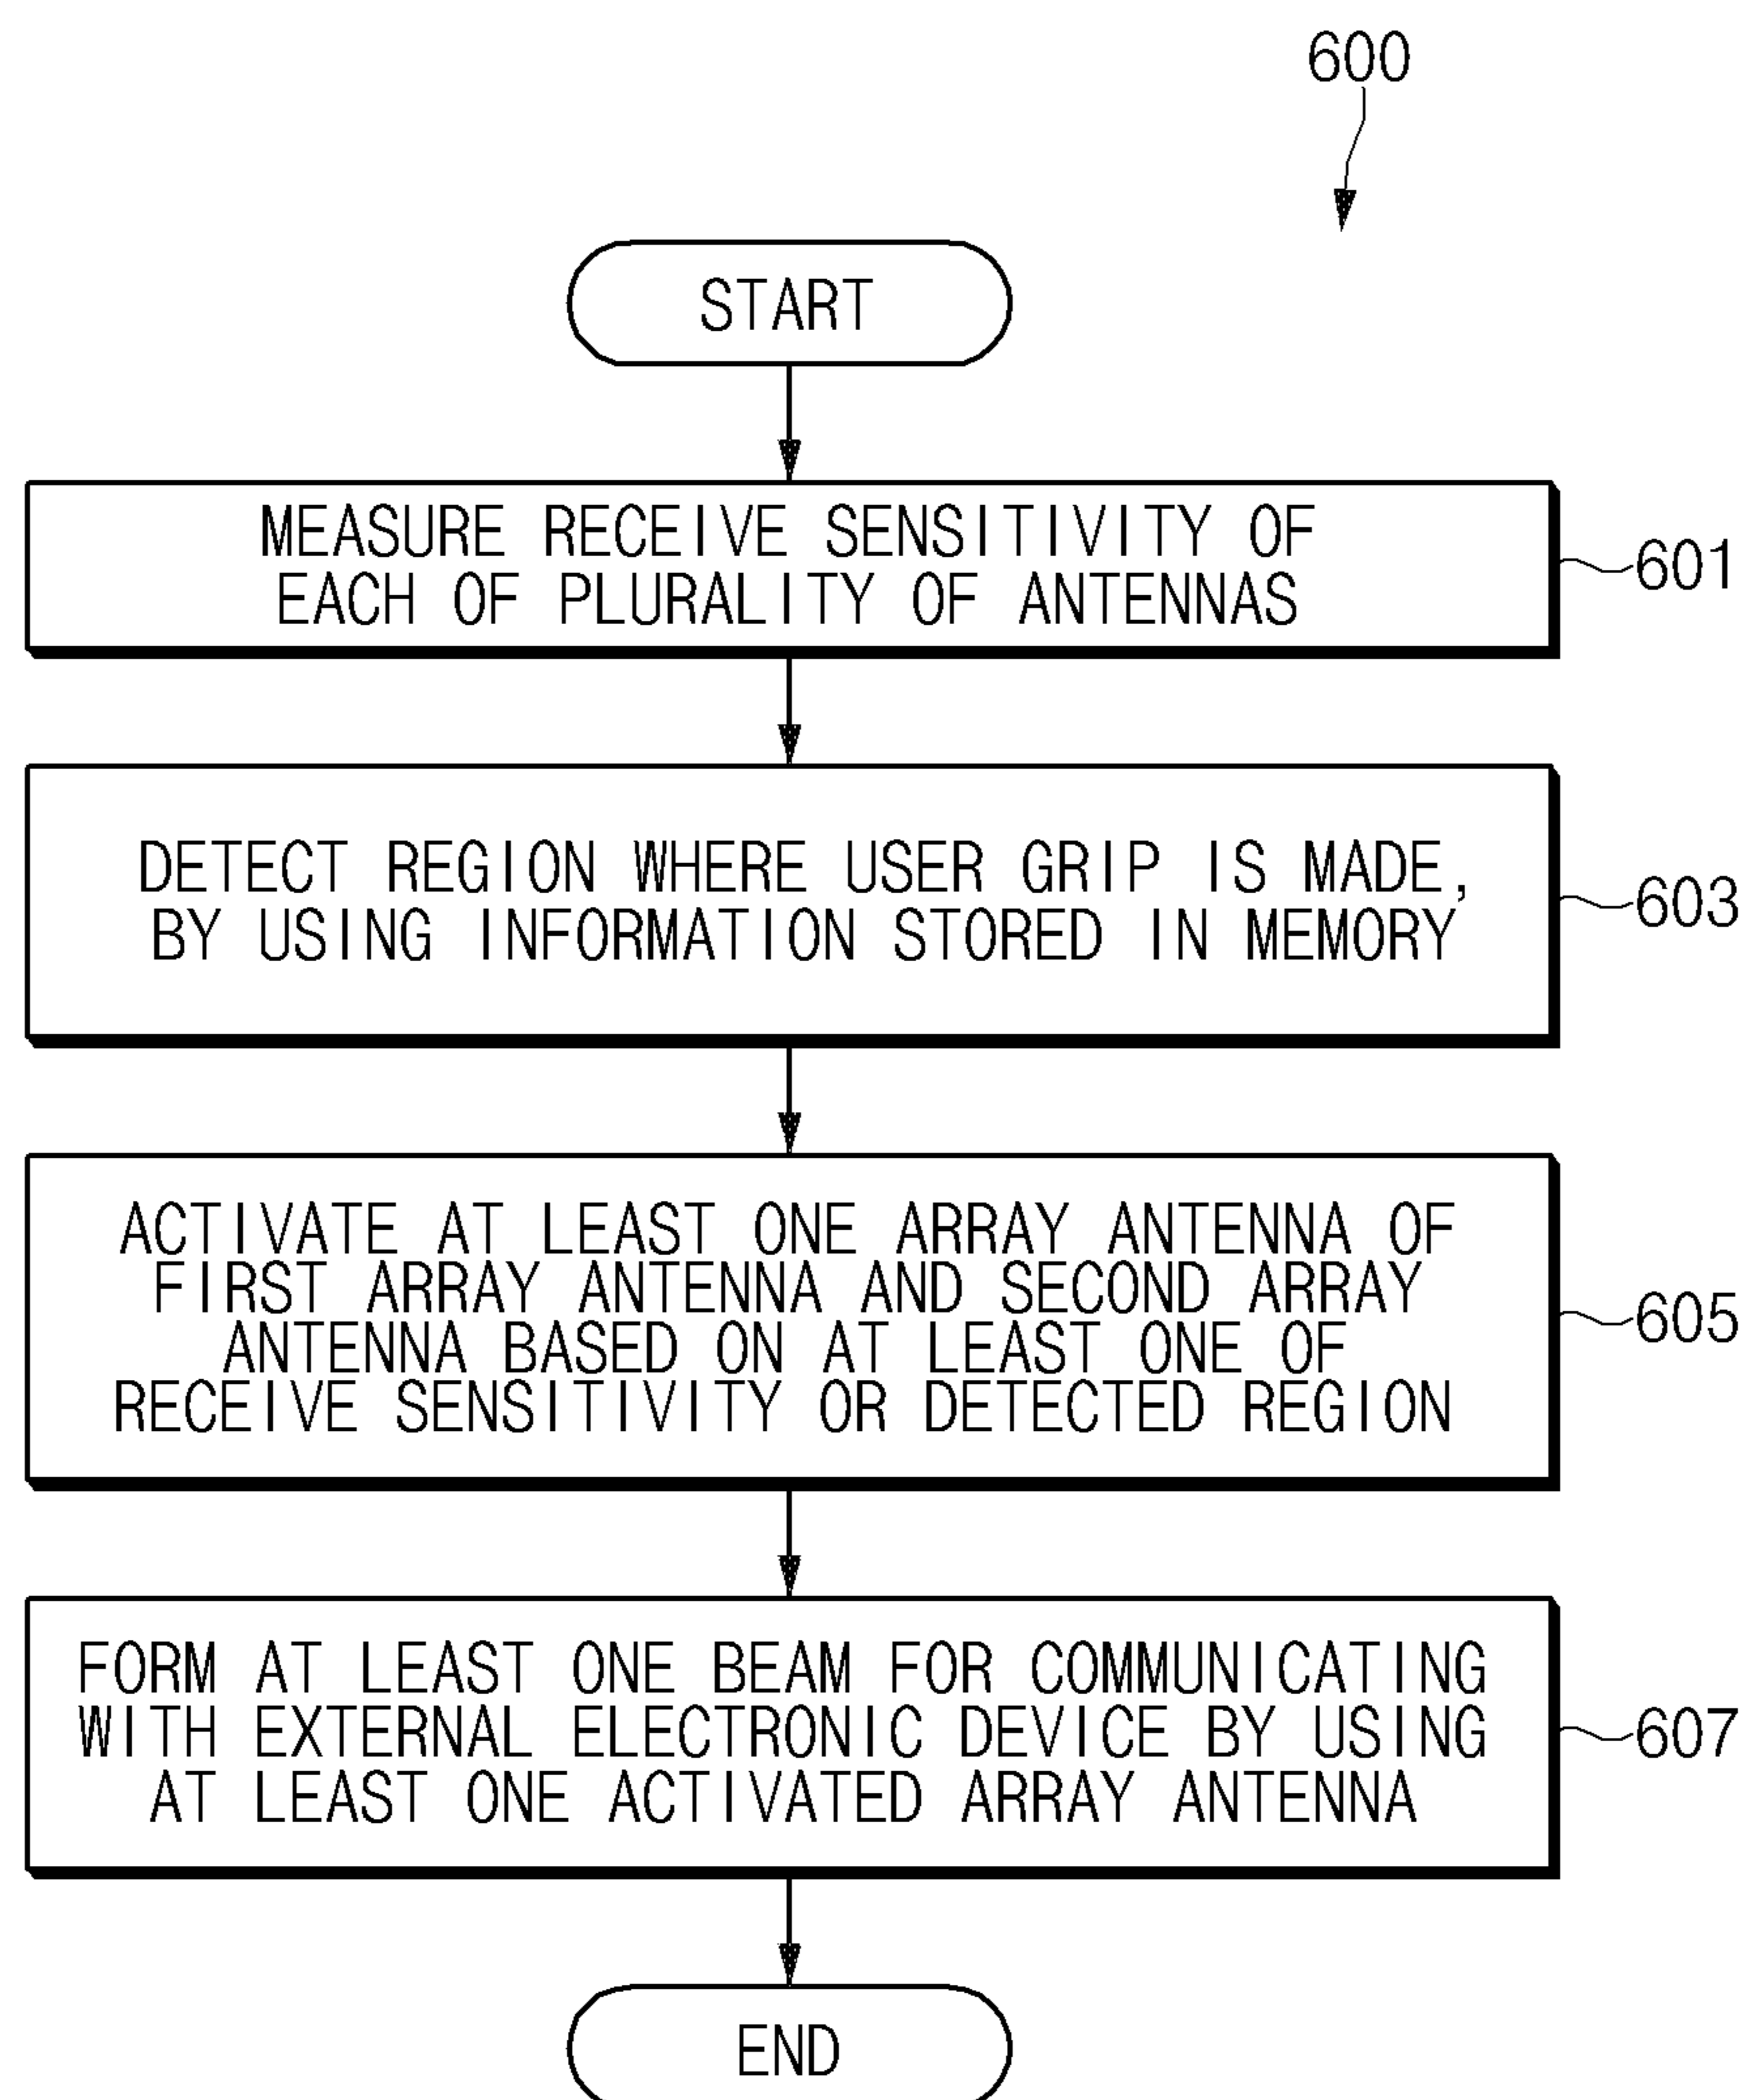 600
START
MEASURE RECEIVE SENSITIVITY OF
EACH OF PLURALITY OF ANTENNAS
601
DETECT REGION WHERE USER GRIP IS MADE,
BY USING INFORMATION STORED IN MEMORY
603
ACTIVATE AT LEAST ONE ARRAY ANTENNA OF
FIRST ARRAY ANTENNA AND SECOND ARRAY
ANTENNA BASED ON AT LEAST ONE OF
RECEIVE SENSITIVITY OR DETECTED REGION
605
FORM AT LEAST ONE BEAM FOR COMMUNICATING
WITH EXTERNAL ELECTRONIC DEVICE BY USING
AT LEAST ONE ACTIVATED ARRAY ANTENNA
607
END